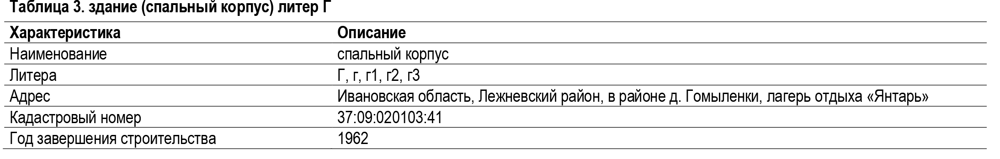 Таблица 3. здание (спальный корпус) литер Г
Характеристика Описание
Наименование спальный корпус
Литера Г, г, г1, г2, г3
Адрес Ивановская область, Лежневский район, в районе д. Гомыленки, лагерь отдыха «Янтарь»
Кадастровый номер 37:09:020103:41
Год завершения строительства 1962